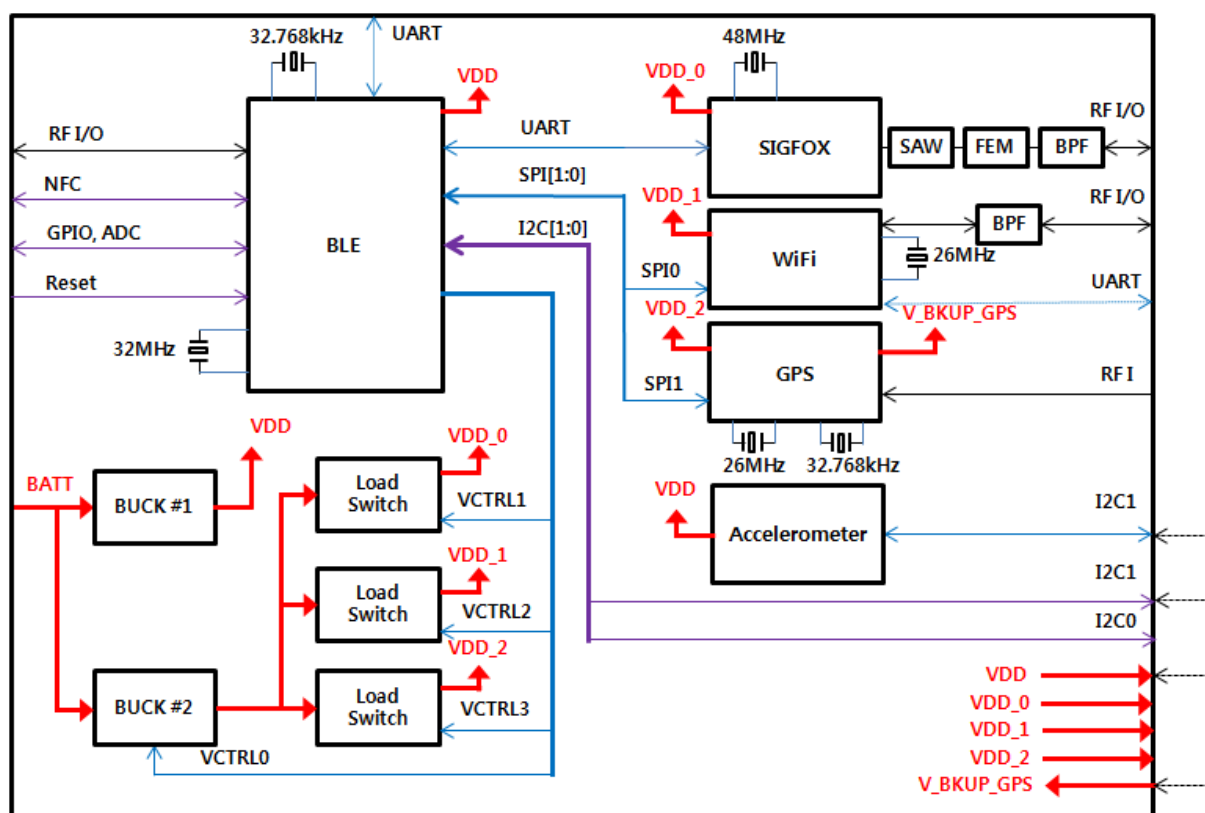 32.768kHz
UART
48MHz
VDD
VDD_0
RF I/O
UART
SIGFOX
SAW
FEM
BPF
RF I/O
NFC
SPI[1:0]
VDD_1
RF I/O
GPIO, ADC
BLE
I2C[1:0]
WiFi
BPF
26MHz
Reset
SPI0
UART
VDD_2
V_BKUP_GPS
32MHz
GPS
SPI1
RF I
26MHz
32.768kHz
VDD
VDD_0
BATT
BUCK #1
Load
Switch
VCTRL1
VDD
Accelerometer
I2C1
VDD_1
Load
Switch
VCTRL2
I2C1
I2C0
VDD_2
BUCK #2
Load
Switch
VCTRL3
VCTRL0
VDD
VDD_0
VDD_1
VDD_2
V_BKUP_GPS